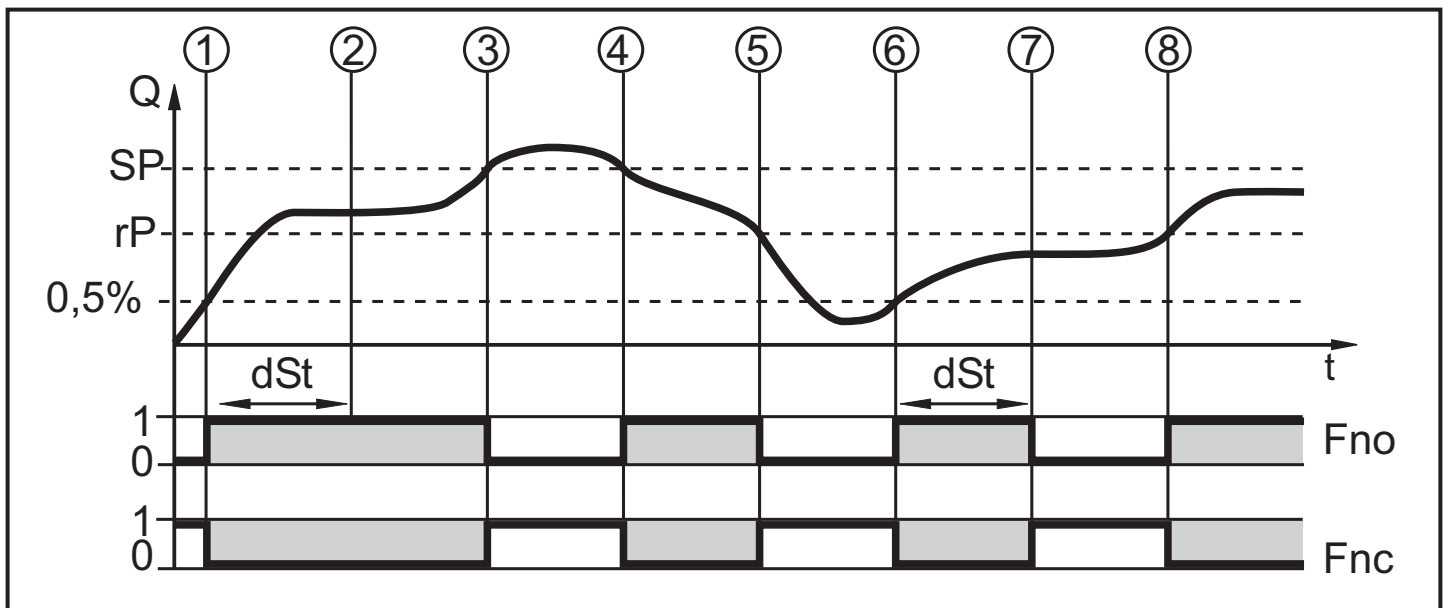 ① ② ③ ④ ⑤ ⑥ ⑦ ⑧
Q
SP
rP
0,5%
t
dSt dSt
1
0
Fno
1
0
Fnc